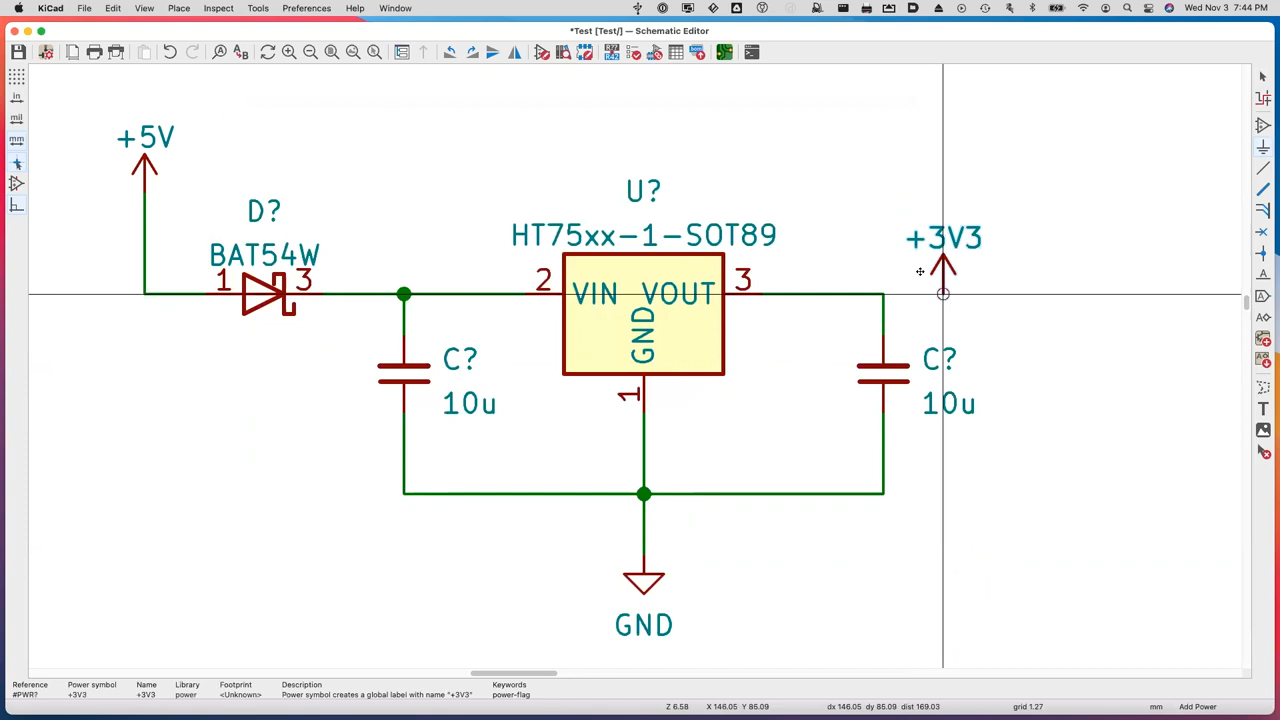 KiCad File Edit View Place Inspect Tools Preferences Help Window Wed Nov 3 7:44 PM
*Test [Test/] — Schematic Editor
in
mil
mm
+5V
D?
BAT54W
1 3
U?
HT75xx-1-SOT89
2 VIN VOUT 3
GND
1
+3V3
C?
10u
C?
10u
GND
Reference Power symbol Name Library Footprint Description Keywords
#PWR? +3V3 +3V3 power <Unknown> Power symbol creates a global label with name "+3V3" power-flag
Z 6.58 X 146.05 Y 85.09 dx 146.05 dy 85.09 dist 169.03 grid 1.27 mm Add Power